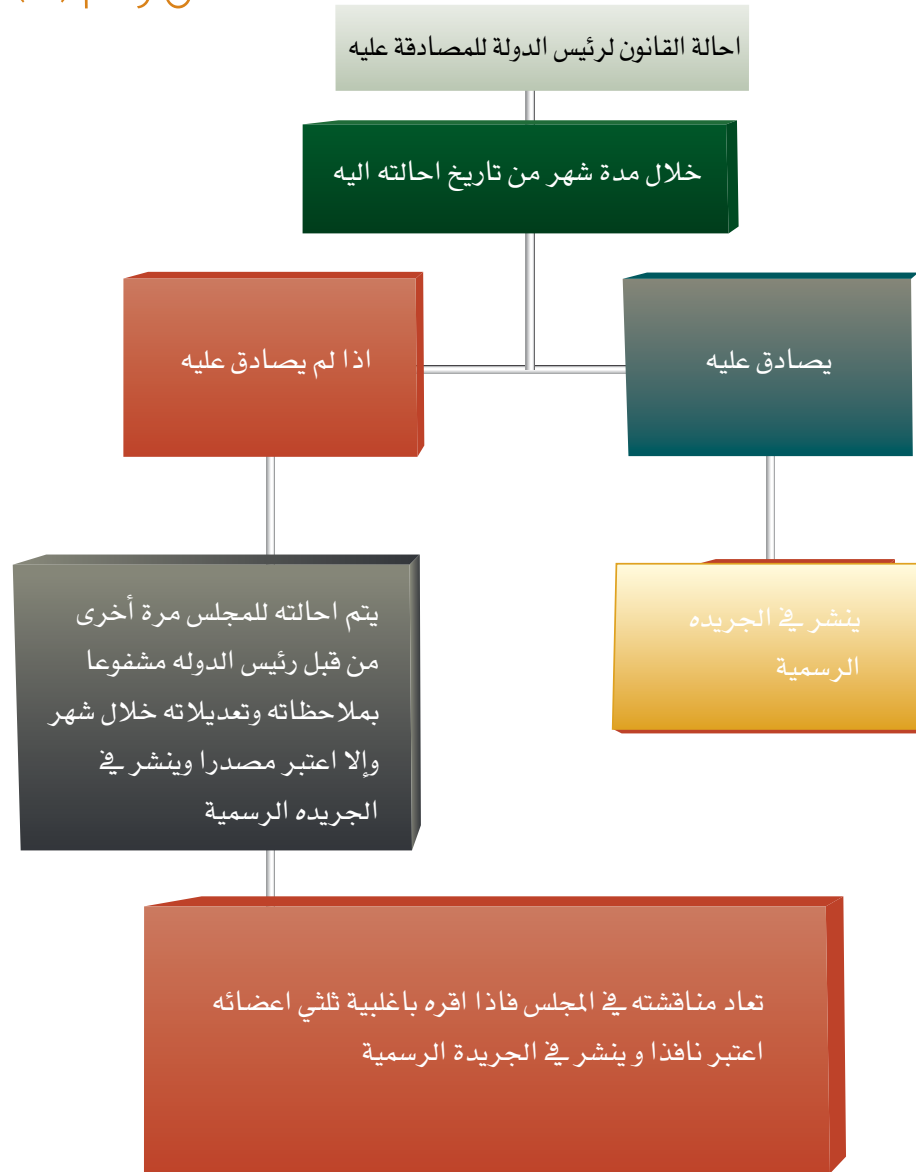 احالة القانون لرئيس الدولة للمصادقة عليه
خلال مدة شهر من تاريخ احالته اليه
يصادق عليه
اذا لم يصادق عليه
ينشر في الجريده
الرسمية
يتم احالته للمجلس مرة أخرى
من قبل رئيس الدوله مشفوعا
بملاحظاته وتعديلاته خلال شهر
وإلا اعتبر مصدرا وينشر في
الجريده الرسمية
تعاد مناقشته في المجلس فاذا اقره باغلبية ثلثي اعضائه
اعتبر نافذا وينشر في الجريدة الرسمية